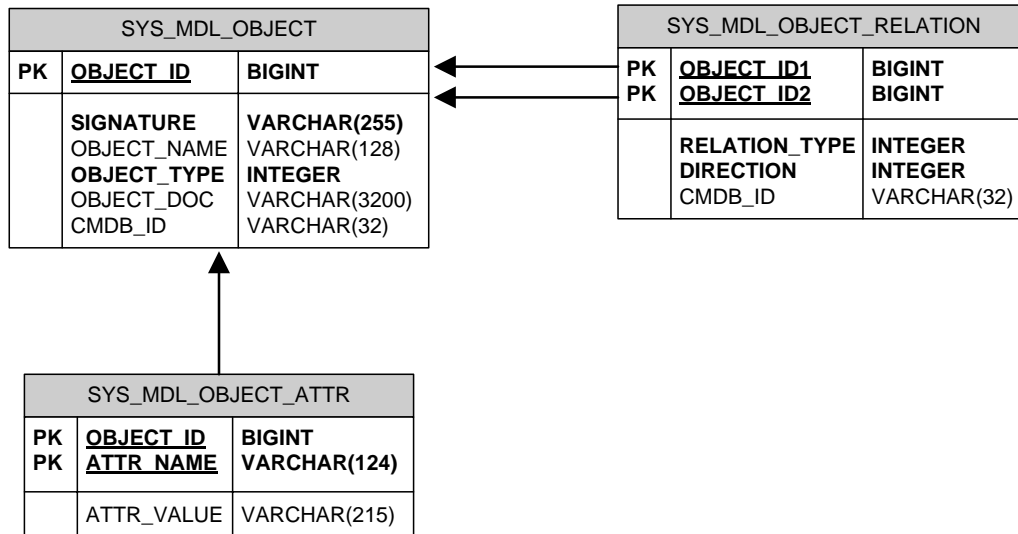 SYS_MDL_OBJECT
PK OBJECT_ID BIGINT
SIGNATURE VARCHAR(255)
OBJECT_NAME VARCHAR(128)
OBJECT_TYPE INTEGER
OBJECT_DOC VARCHAR(3200)
CMDB_ID VARCHAR(32)
SYS_MDL_OBJECT_RELATION
PK OBJECT_ID1 BIGINT
PK OBJECT_ID2 BIGINT
RELATION_TYPE INTEGER
DIRECTION INTEGER
CMDB_ID VARCHAR(32)
SYS_MDL_OBJECT_ATTR
PK OBJECT_ID BIGINT
PK ATTR_NAME VARCHAR(124)
ATTR_VALUE VARCHAR(215)